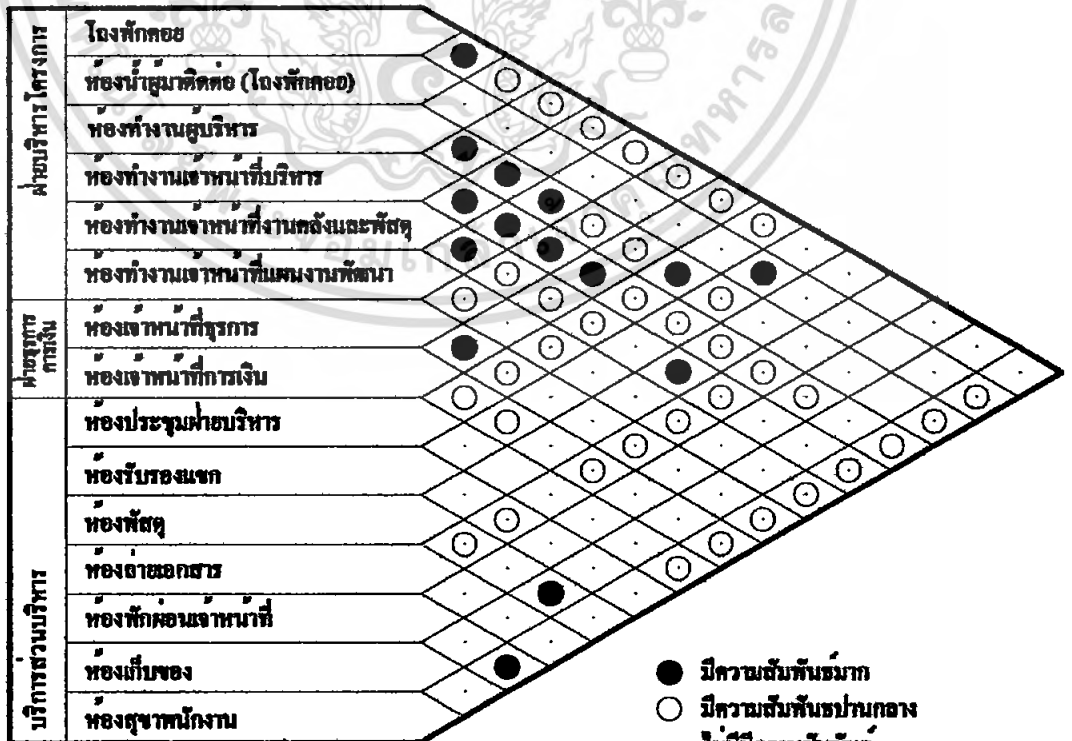 ฝ่ายบริหารโครงการ
โถงพักคอย
ห้องน้ำผู้มาติดต่อ (โถงพักคอย)
ห้องทำงานผู้บริหาร
ห้องทำงานเจ้าหน้าที่บริหาร
ห้องทำงานเจ้าหน้าที่งานคลังและพัสดุ
ห้องทำงานเจ้าหน้าที่แผนงานพัฒนา
ฝ่ายธุรการ
การเงิน
ห้องเจ้าหน้าที่ธุรการ
ห้องเจ้าหน้าที่การเงิน
บริการส่วนบริหาร
ห้องประชุมฝ่ายบริหาร
ห้องรับรองแขก
ห้องพัสดุ
ห้องถ่ายเอกสาร
ห้องพักผ่อนเจ้าหน้าที่
ห้องเก็บของ
ห้องสุขาพนักงาน
มีความสัมพันธ์มาก
มีความสัมพันธ์ปานกลาง